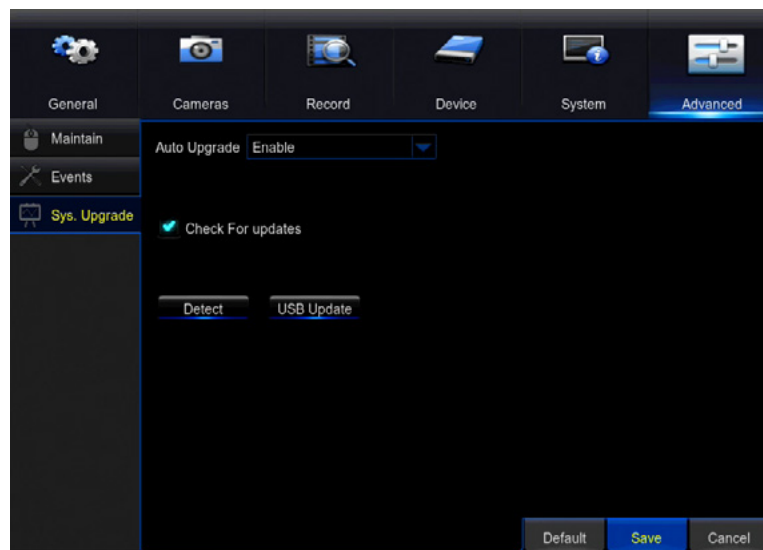 General Cameras Record Device System Advanced
Maintain
Auto Upgrade Enable
Events
Sys. Upgrade
Check For updates
Detect USB Update
Default Save Cancel